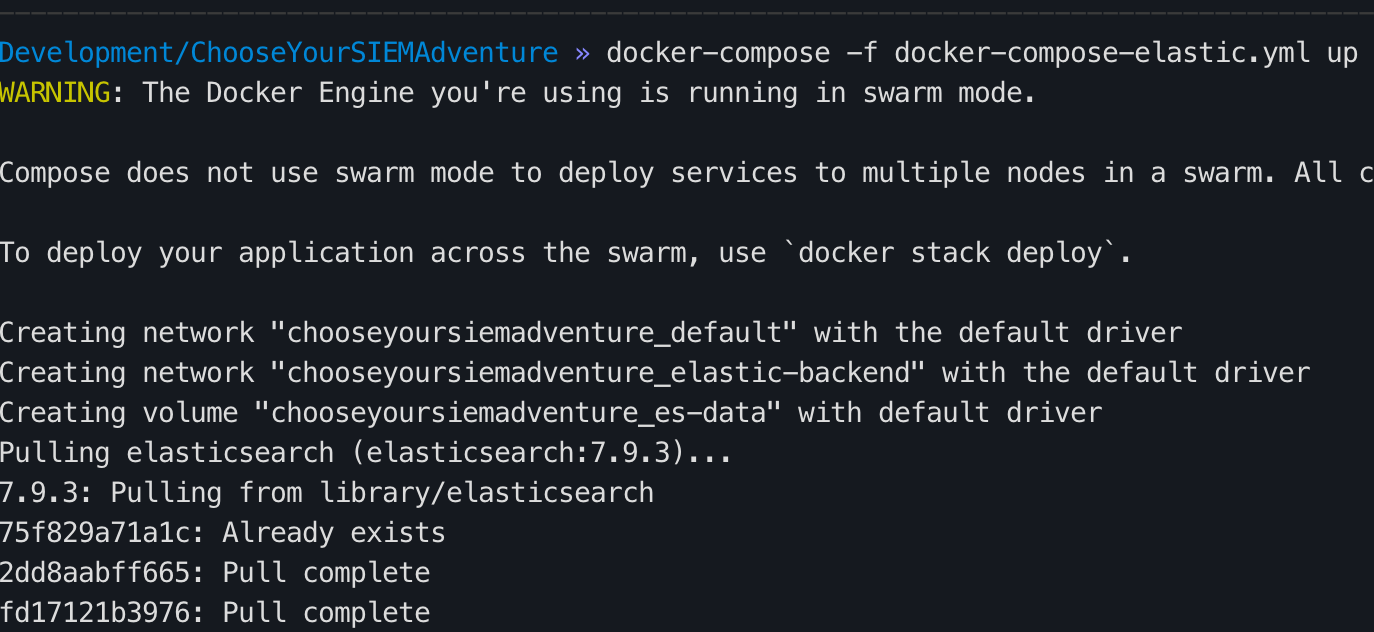 Development/ChooseYourSIEMAdventure » docker-compose -f docker-compose-elastic.yml up
WARNING: The Docker Engine you're using is running in swarm mode.
Compose does not use swarm mode to deploy services to multiple nodes in a swarm. All c
To deploy your application across the swarm, use `docker stack deploy`.
Creating network "chooseyoursiemadventure_default" with the default driver
Creating network "chooseyoursiemadventure_elastic-backend" with the default driver
Creating volume "chooseyoursiemadventure_es-data" with default driver
Pulling elasticsearch (elasticsearch:7.9.3)...
7.9.3: Pulling from library/elasticsearch
75f829a71a1c: Already exists
2dd8aabff665: Pull complete
fd17121b3976: Pull complete